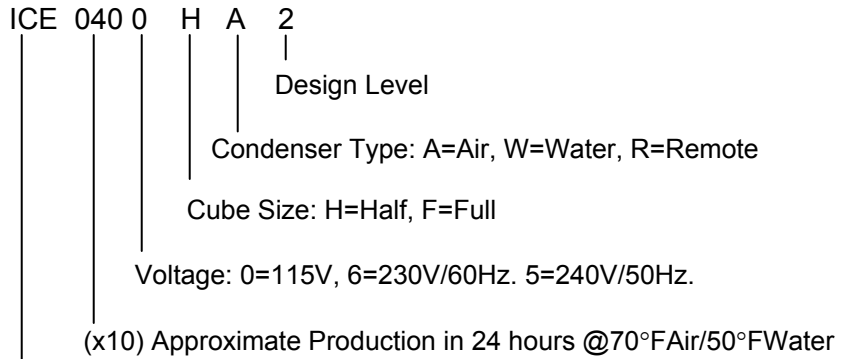 ICE 040 0 H A 2
Design Level
Condenser Type: A=Air, W=Water, R=Remote
Cube Size: H=Half, F=Full
Voltage: 0=115V, 6=230V/60Hz. 5=240V/50Hz.
(x10) Approximate Production in 24 hours @70°FAir/50°FWater